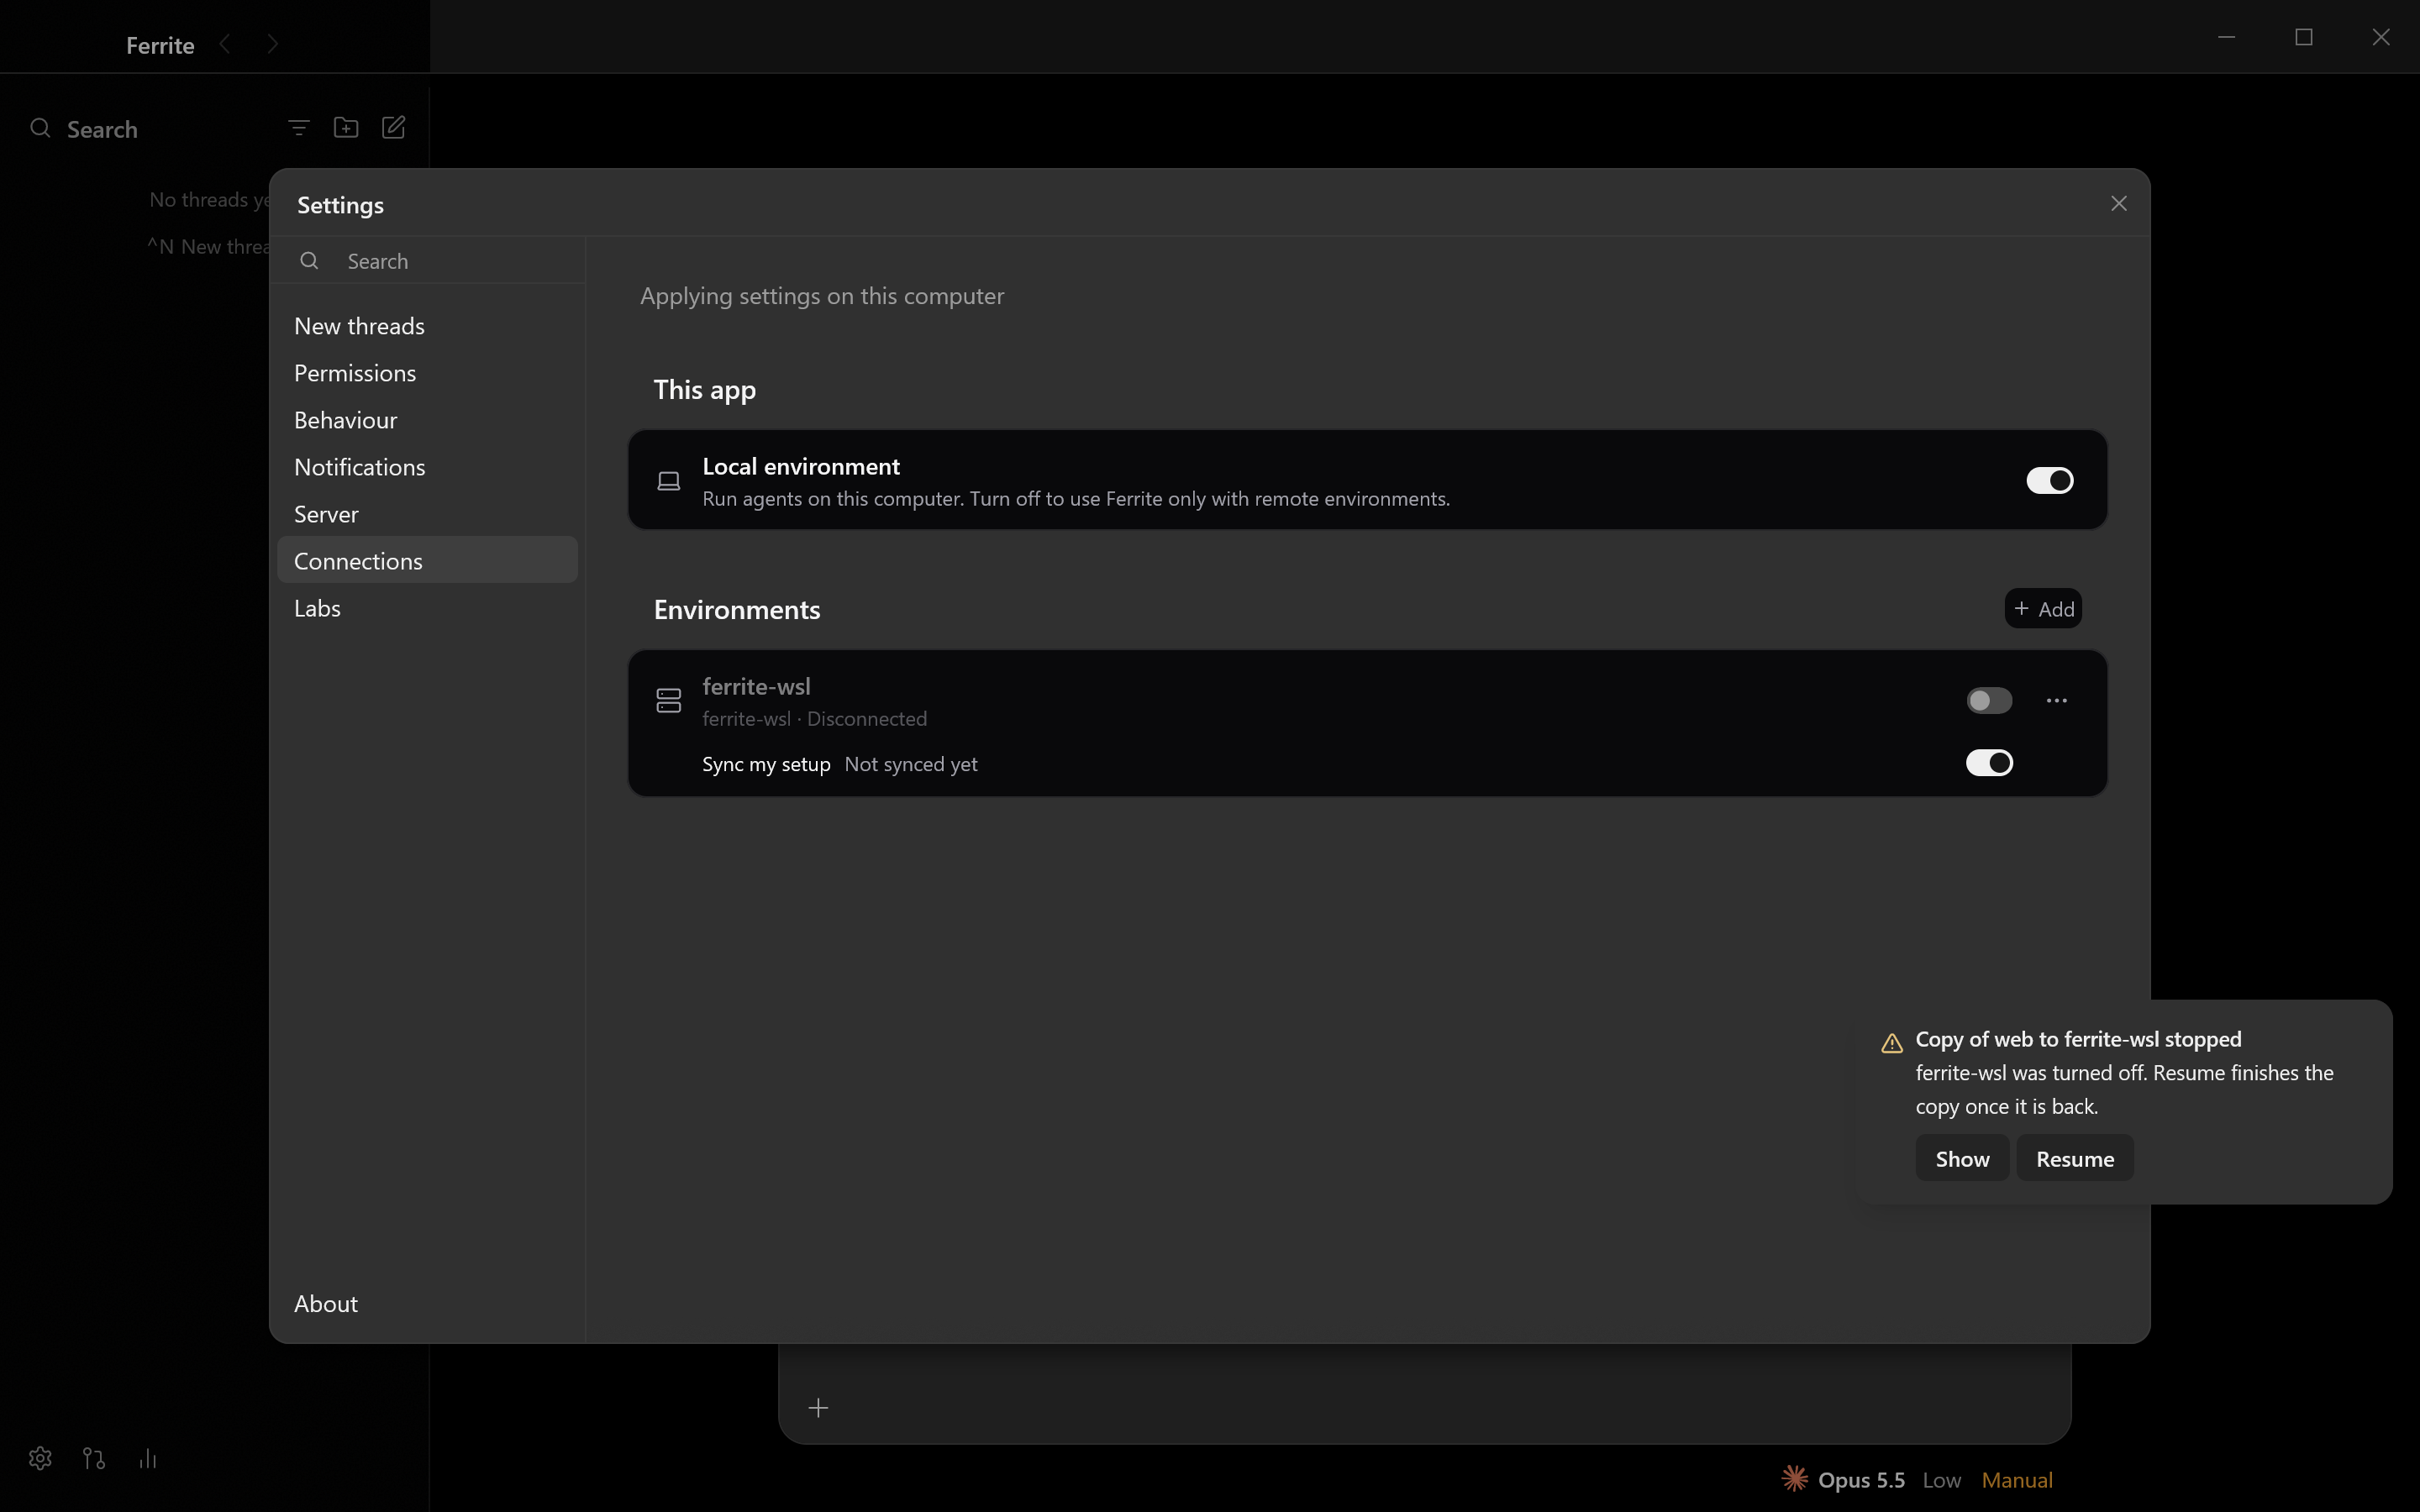 Ferrite
Search
No threads ye
^N New threa
Settings
Search
New threads
Permissions
Behaviour
Notifications
Server
Connections
Labs
About
Applying settings on this computer
This app
Local environment
Run agents on this computer. Turn off to use Ferrite only with remote environments.
Environments
+ Add
ferrite-wsl
ferrite-wsl · Disconnected
Sync my setup Not synced yet
Copy of web to ferrite-wsl stopped
ferrite-wsl was turned off. Resume finishes the
copy once it is back.
Show Resume
Opus 5.5 Low Manual